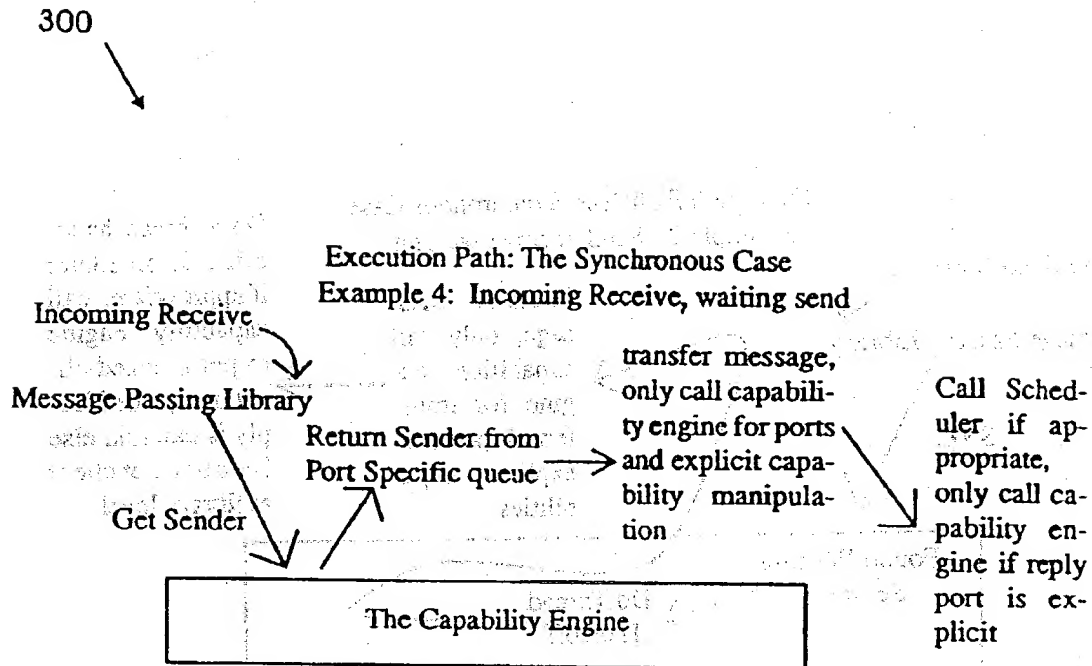 300
Execution Path: The Synchronous Case
Example 4: Incoming Receive, waiting send
Incoming Receive
Message Passing Library
Get Sender
Return Sender from
Port Specific queue
transfer message,
only call capabili-
ty engine for ports
and explicit capa-
bility manipula-
tion
Call Sched-
uler if ap-
propriate,
only call ca-
pability en-
gine if reply
port is ex-
plicit
The Capability Engine